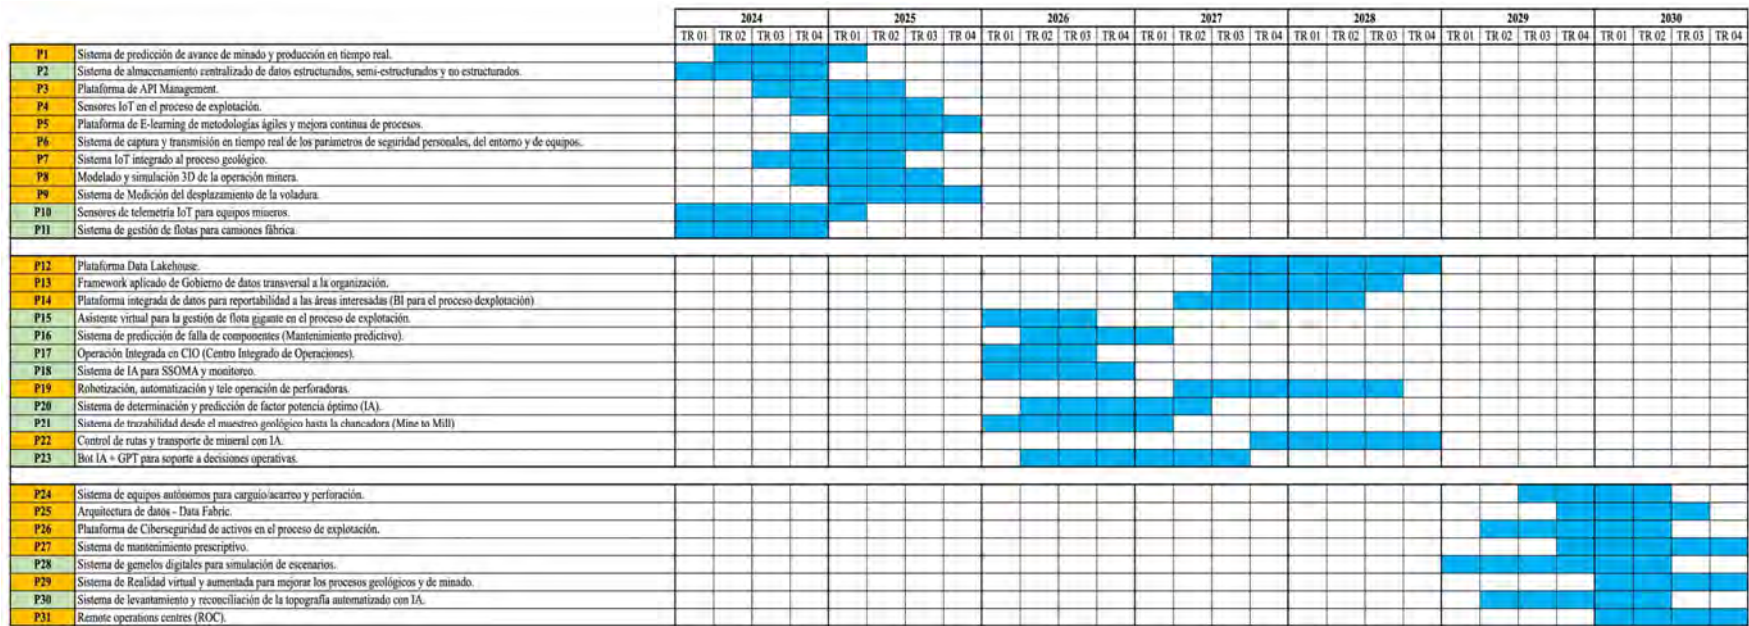 2024 2025 2026 2027 2028 2029 2030
TR 01 TR 02 TR 03 TR 04 TR 01 TR 02 TR 03 TR 04 TR 01 TR 02 TR 03 TR 04 TR 01 TR 02 TR 03 TR 04 TR 01 TR 02 TR 03 TR 04 TR 01 TR 02 TR 03 TR 04 TR 01 TR 02 TR 03 TR 04
P1 Sistema de predicción de avance de minado y producción en tiempo real.
P2 Sistema de almacenamiento centralizado de datos estructurados, semi-estructurados y no estructurados.
P3 Plataforma de API Management.
P4 Sensores IoT en el proceso de explotación.
P5 Plataforma de E-learning de metodologías ágiles y mejora continua de procesos.
P6 Sistema de captura y transmisión en tiempo real de los parámetros de seguridad personales, del entorno y de equipos.
P7 Sistema IoT integrado al proceso geológico.
P8 Modelado y simulación 3D de la operación minera.
P9 Sistema de Medición del desplazamiento de la voladura.
P10 Sensores de telemetría IoT para equipos mineros.
P11 Sistema de gestión de flotas para camiones fábrica.
P12 Plataforma Data Lakehouse.
P13 Framework aplicado de Gobierno de datos transversal a la organización.
P14 Plataforma integrada de datos para reportabilidad a las áreas interesadas (BI para el proceso dexplotación)
P15 Asistente virtual para la gestión de flota gigante en el proceso de explotación.
P16 Sistema de predicción de falla de componentes (Mantenimiento predictivo).
P17 Operación Integrada en CIO (Centro Integrado de Operaciones).
P18 Sistema de IA para SSOMA y monitoreo.
P19 Robotización, automatización y tele operación de perforadoras.
P20 Sistema de determinación y predicción de factor potencia óptimo (IA).
P21 Sistema de trazabilidad desde el muestreo geológico hasta la chancadora (Mine to Mill)
P22 Control de rutas y transporte de mineral con IA.
P23 Bot IA + GPT para soporte a decisiones operativas.
P24 Sistema de equipos autónomos para carguío/acarreo y perforación.
P25 Arquitectura de datos - Data Fabric.
P26 Plataforma de Ciberseguridad de activos en el proceso de explotación.
P27 Sistema de mantenimiento prescriptivo.
P28 Sistema de gemelos digitales para simulación de escenarios.
P29 Sistema de Realidad virtual y aumentada para mejorar los procesos geológicos y de minado.
P30 Sistema de levantamiento y reconciliación de la topografía automatizado con IA.
P31 Remote operations centres (ROC).